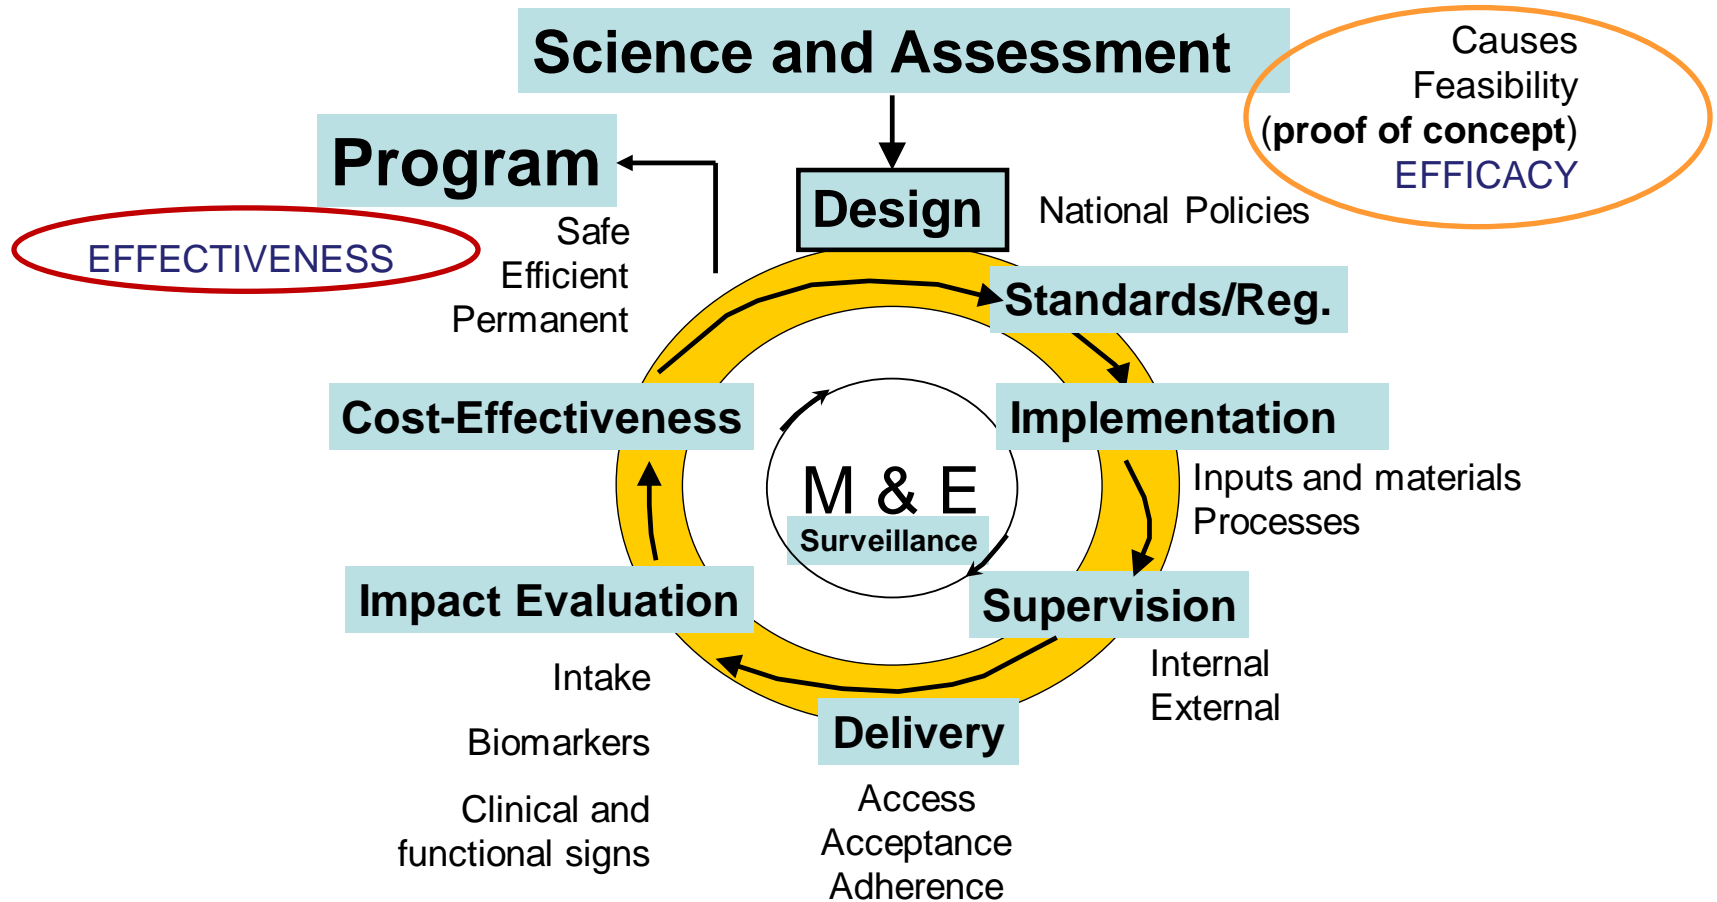 Science and Assessment
Causes
Feasibility
(proof of concept)
EFFICACY
Program
Design
National Policies
Safe
Efficient
Permanent
EFFECTIVENESS
Standards/Reg.
Cost-Effectiveness
Implementation
M & E
Surveillance
Inputs and materials
Processes
Impact Evaluation
Supervision
Internal
External
Intake
Biomarkers
Clinical and
functional signs
Delivery
Access
Acceptance
Adherence